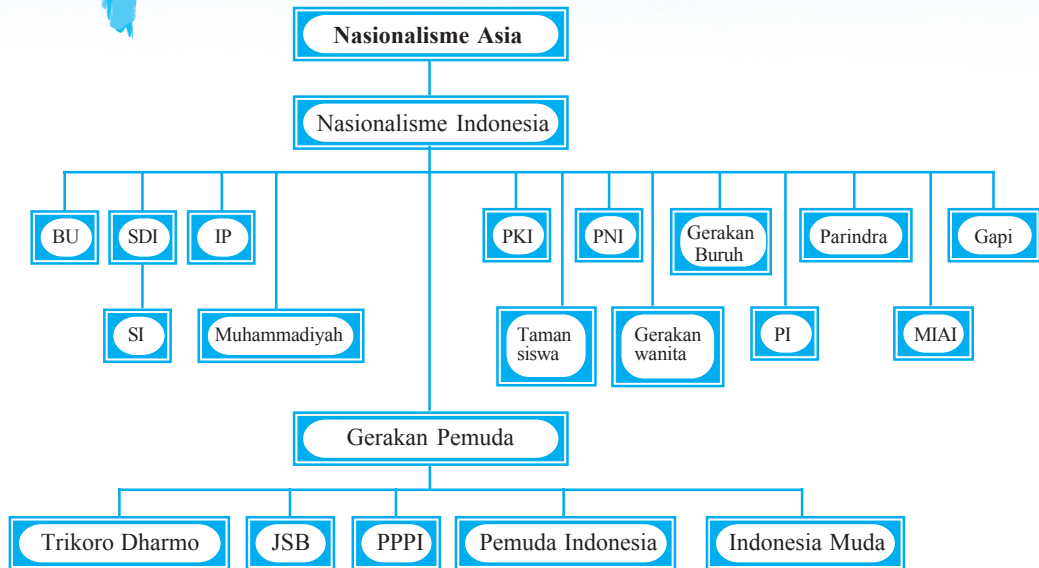 Nasionalisme Asia
Nasionalisme Indonesia
BU
SDI
IP
PKI
PNI
Gerakan
Buruh
Parindra
Gapi
SI
Muhammadiyah
Taman
siswa
Gerakan
wanita
PI
MIAI
Gerakan Pemuda
Trikoro Dharmo
JSB
PPPI
Pemuda Indonesia
Indonesia Muda